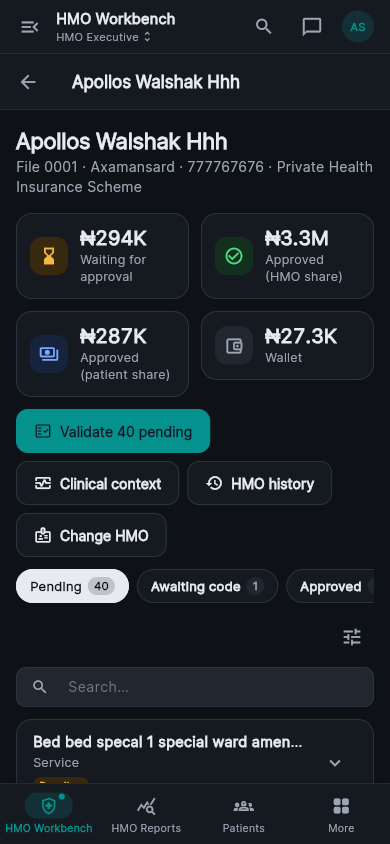 HMO Workbench
HMO Executive
AS
Apollos Walshak Hhh
Apollos Walshak Hhh
File 0001 · Axamansard · 777767676 · Private Health
Insurance Scheme
₦294K
Waiting for
approval
₦3.3M
Approved
(HMO share)
₦287K
Approved
(patient share)
₦27.3K
Wallet
Validate 40 pending
Clinical context
HMO history
Change HMO
Pending 40
Awaiting code 1
Approved
Search...
Bed bed specal 1 special ward amen...
Service
HMO Workbench
HMO Reports
Patients
More